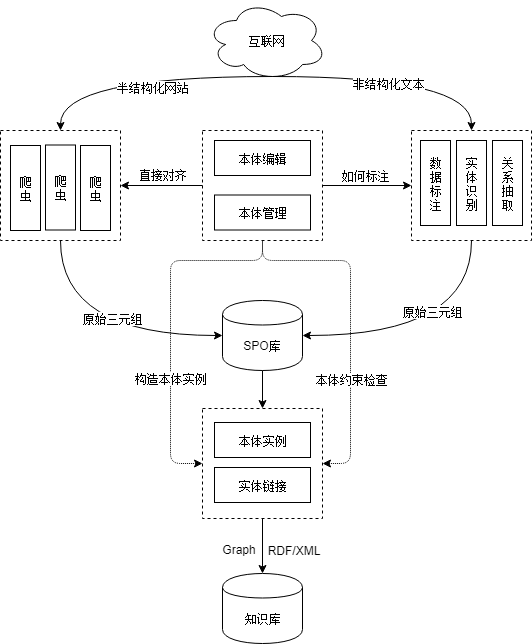 互联网
半结构化网站
非结构化文本
爬虫
爬虫
爬虫
直接对齐
本体编辑
本体管理
如何标注
数据标注
实体识别
关系抽取
原始三元组
原始三元组
SPO库
构造本体实例
本体约束检查
本体实例
实体链接
Graph
RDF/XML
知识库